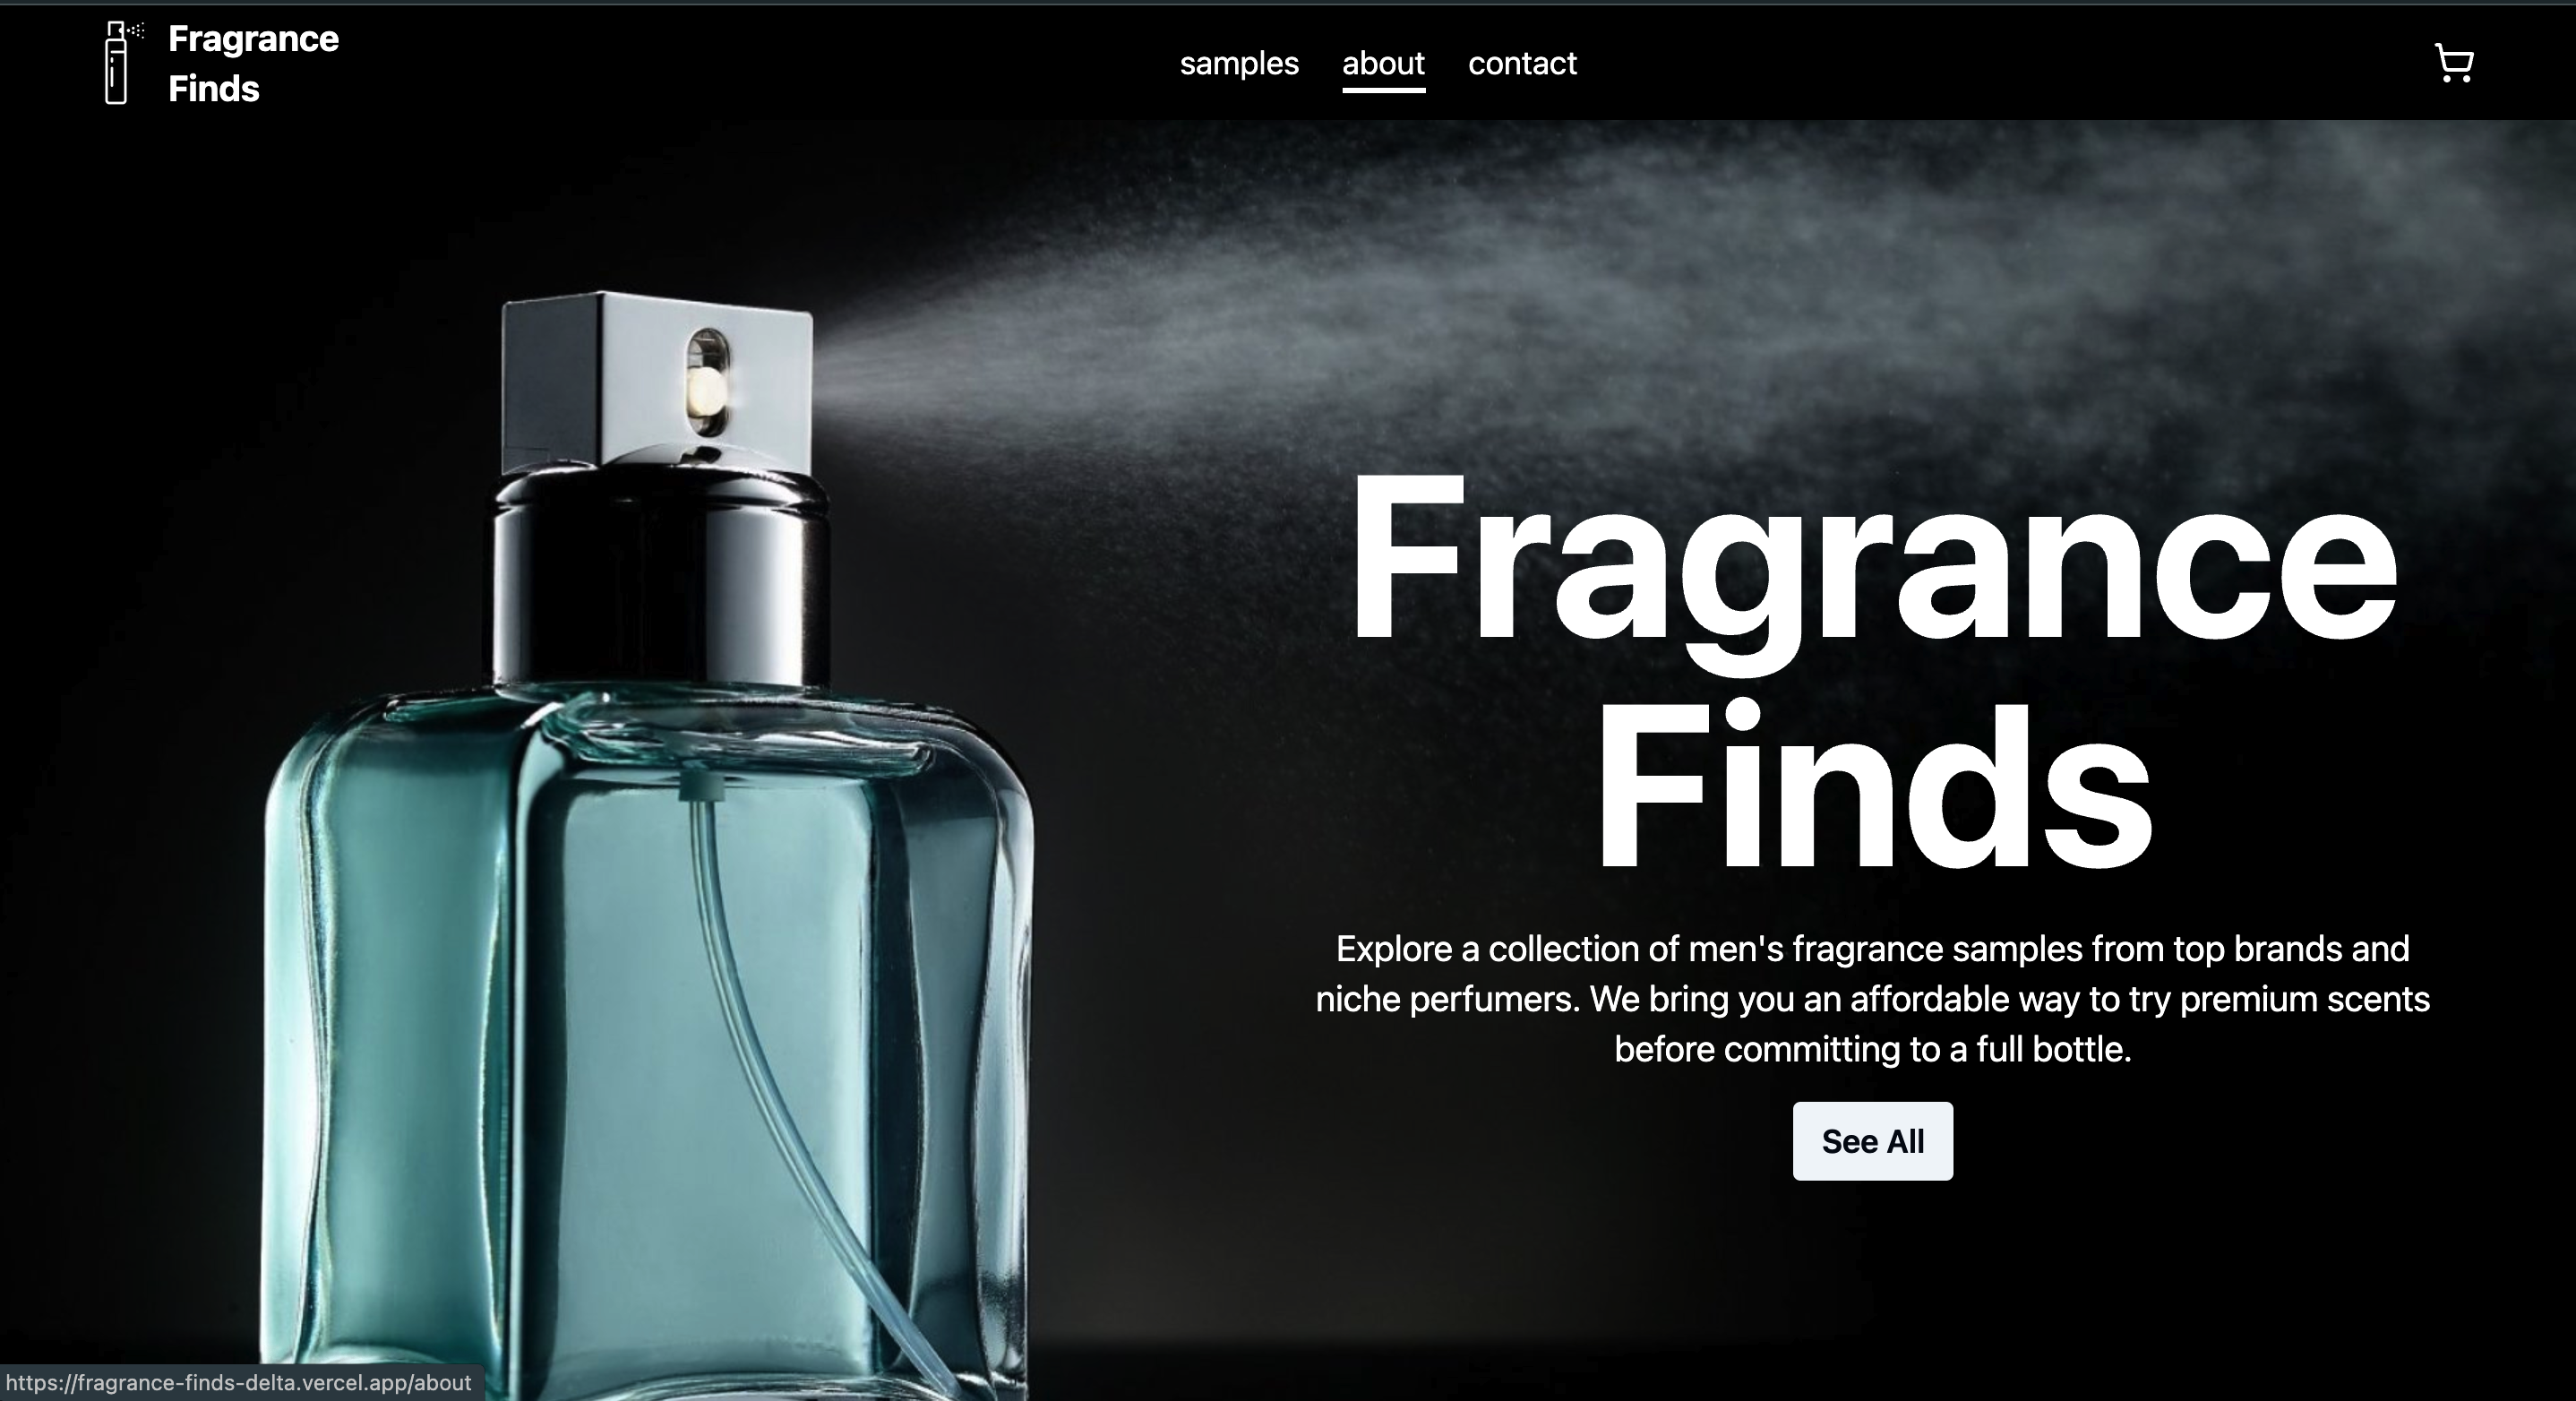 Fragrance
Finds
samples about contact
Fragrance
Finds
Explore a collection of men's fragrance samples from top brands and
niche perfumers. We bring you an affordable way to try premium scents
before committing to a full bottle.
See All
https://fragrance-finds-delta.vercel.app/about